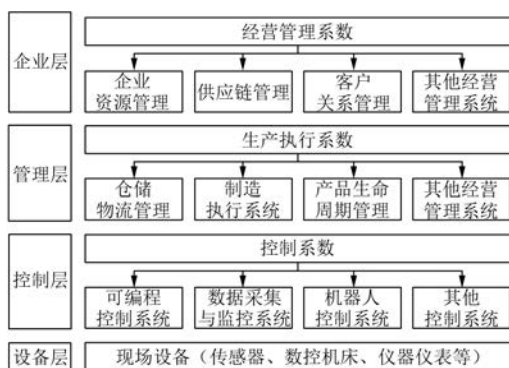 企业层
经营管理系数
企业
资源管理
供应链管理
客户
关系管理
其他经营
管理系统
管理层
生产执行系数
仓储
物流管理
制造
执行系统
产品生命
周期管理
其他经营
管理系统
控制层
控制系数
可编程
控制系统
数据采集
与监控系统
机器人
控制系统
其他
控制系统
设备层
现场设备（传感器、数控机床、仪器仪表等）